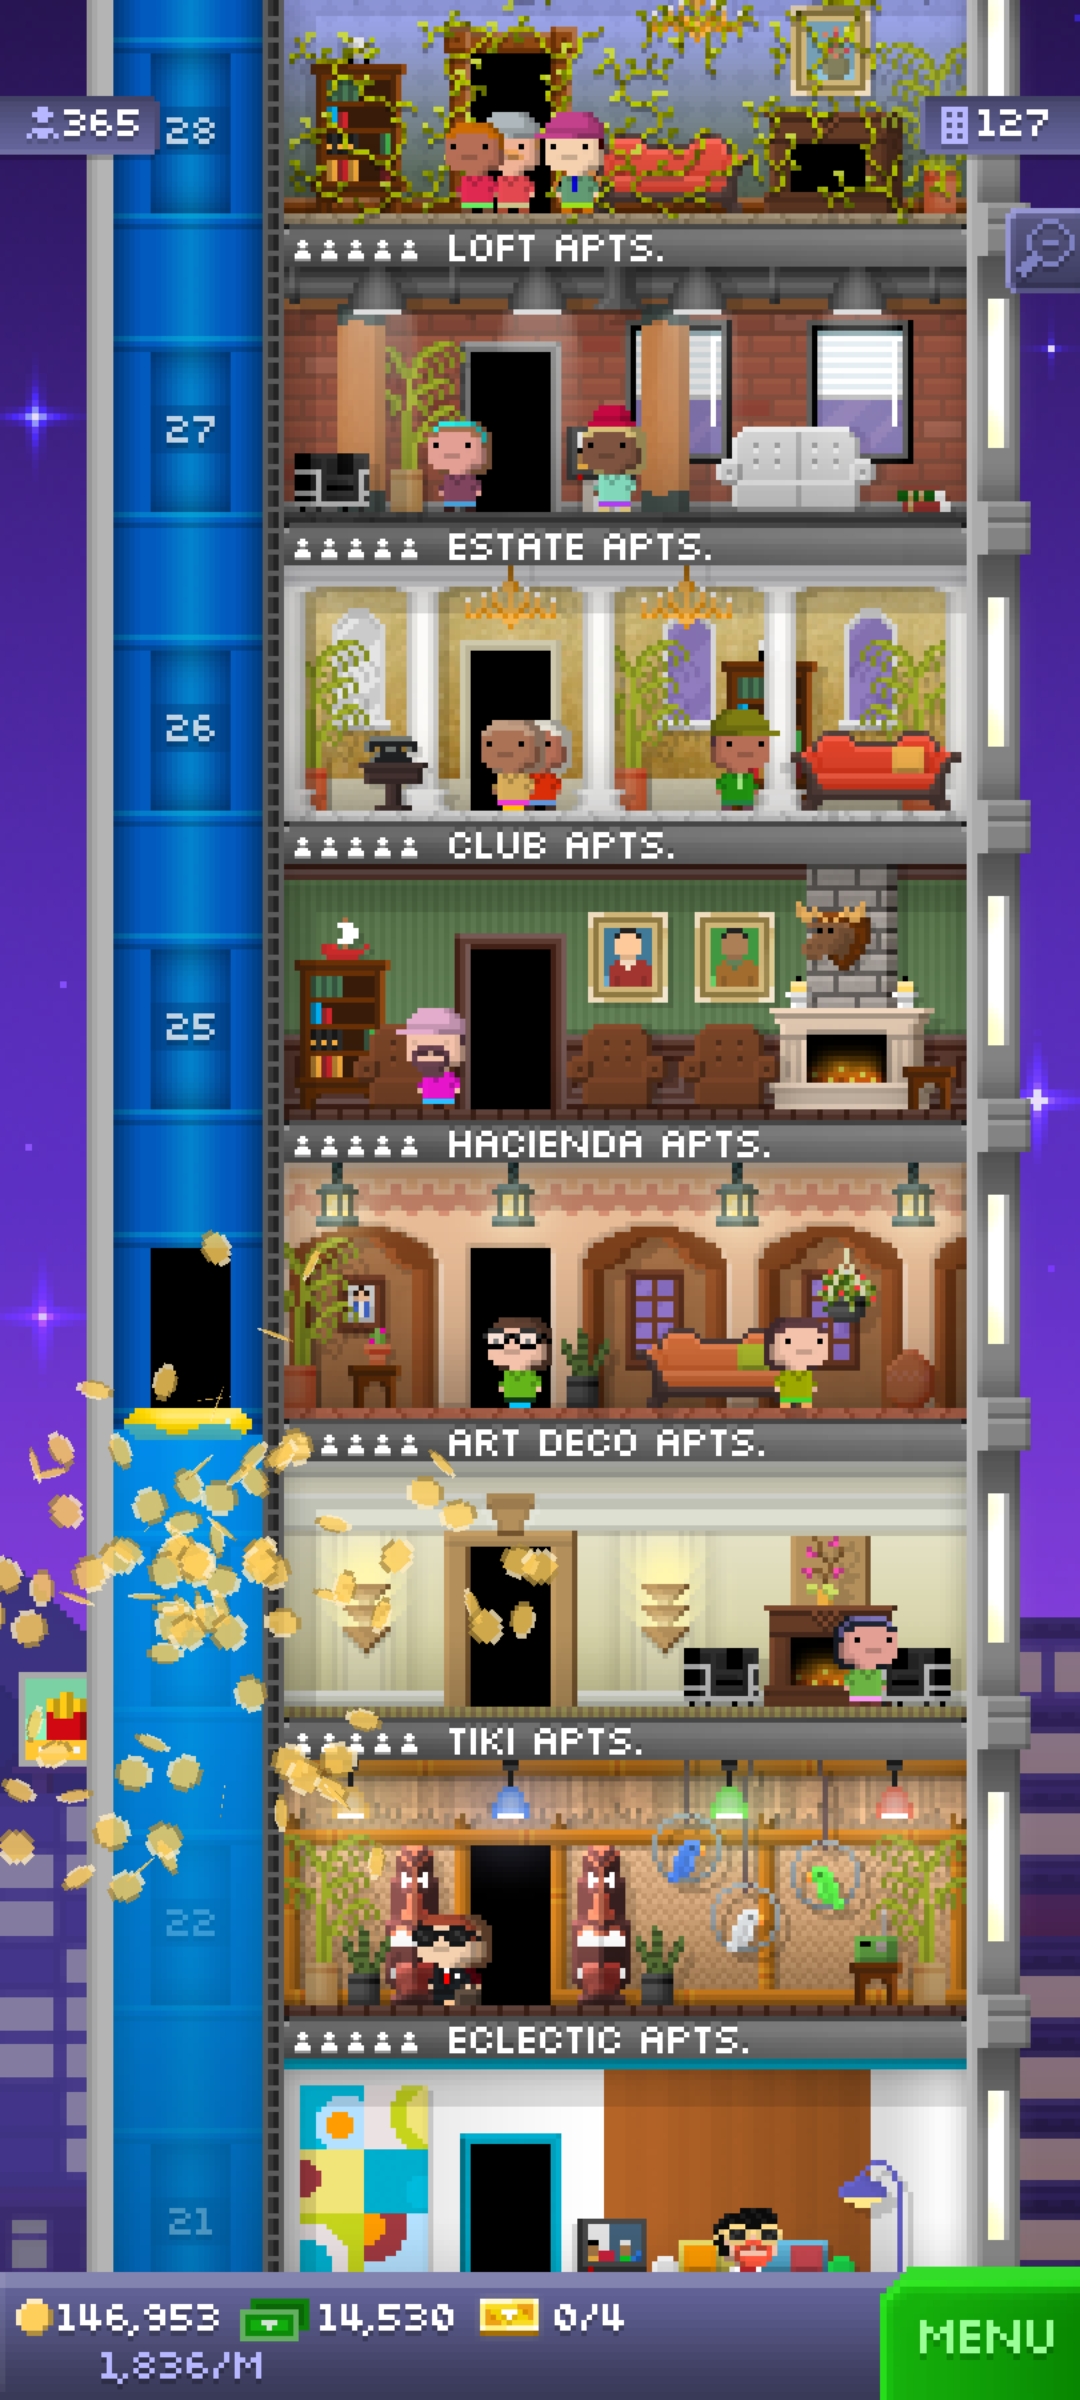 365
28
127
LOFT APTS.
27
ESTATE APTS.
26
CLUB APTS.
25
HACIENDA APTS.
ART DECO APTS.
TIKI APTS.
22
ECLECTIC APTS.
21
146,953 14,530 0/4
1,836/M
MENU